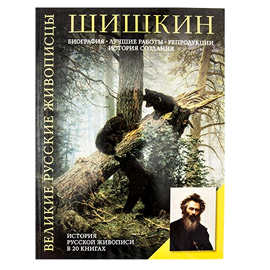 ВЕЛИКИЕ РУССКИЕ ЖИВОПИСЦЫ
ШИШКИН
БИОГРАФИЯ • ЛУЧШИЕ РАБОТЫ • РЕПРОДУКЦИИ
ИСТОРИЯ СОЗДАНИЯ
ИСТОРИЯ
РУССКОЙ ЖИВОПИСИ
В 20 КНИГАХ